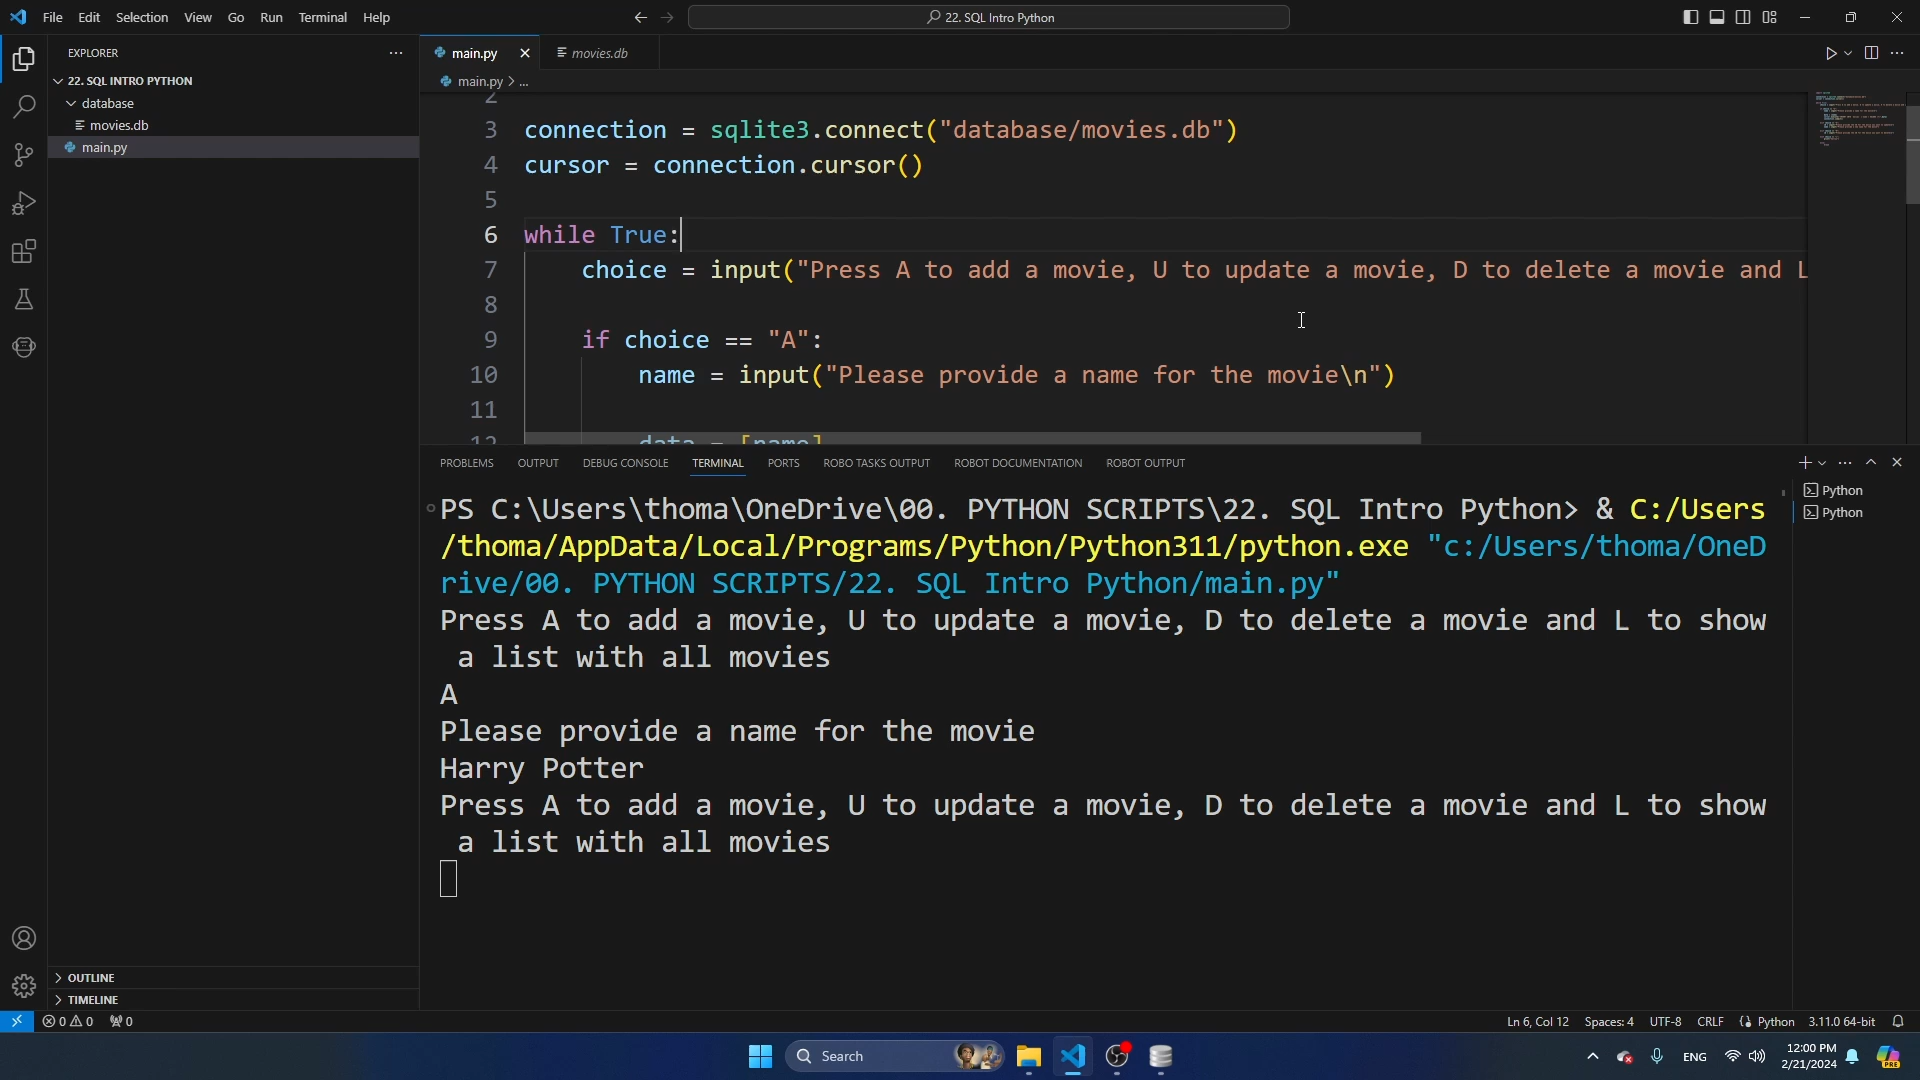 File Edit Selection View Go Run Terminal Help
22. SQL Intro Python
EXPLORER
22. SQL INTRO PYTHON
database
movies.db
main.py
OUTLINE
TIMELINE
main.py
movies.db
main.py > ...
2
3 connection = sqlite3.connect("database/movies.db")
4 cursor = connection.cursor()
5
6 while True:
7 choice = input("Press A to add a movie, U to update a movie, D to delete a movie and L
8
9 if choice == "A":
10 name = input("Please provide a name for the movie\n")
11
12 data = [name]
PROBLEMS OUTPUT DEBUG CONSOLE TERMINAL PORTS ROBO TASKS OUTPUT ROBOT DOCUMENTATION ROBOT OUTPUT
Python
Python
PS C:\Users\thoma\OneDrive\00. PYTHON SCRIPTS\22. SQL Intro Python> & C:/Users
/thoma/AppData/Local/Programs/Python/Python311/python.exe "c:/Users/thoma/OneD
rive/00. PYTHON SCRIPTS/22. SQL Intro Python/main.py"
Press A to add a movie, U to update a movie, D to delete a movie and L to show
a list with all movies
A
Please provide a name for the movie
Harry Potter
Press A to add a movie, U to update a movie, D to delete a movie and L to show
a list with all movies
0 0 0
Ln 6, Col 12 Spaces: 4 UTF-8 CRLF Python 3.11.0 64-bit
Search
ENG
12:00 PM
2/21/2024
PRE